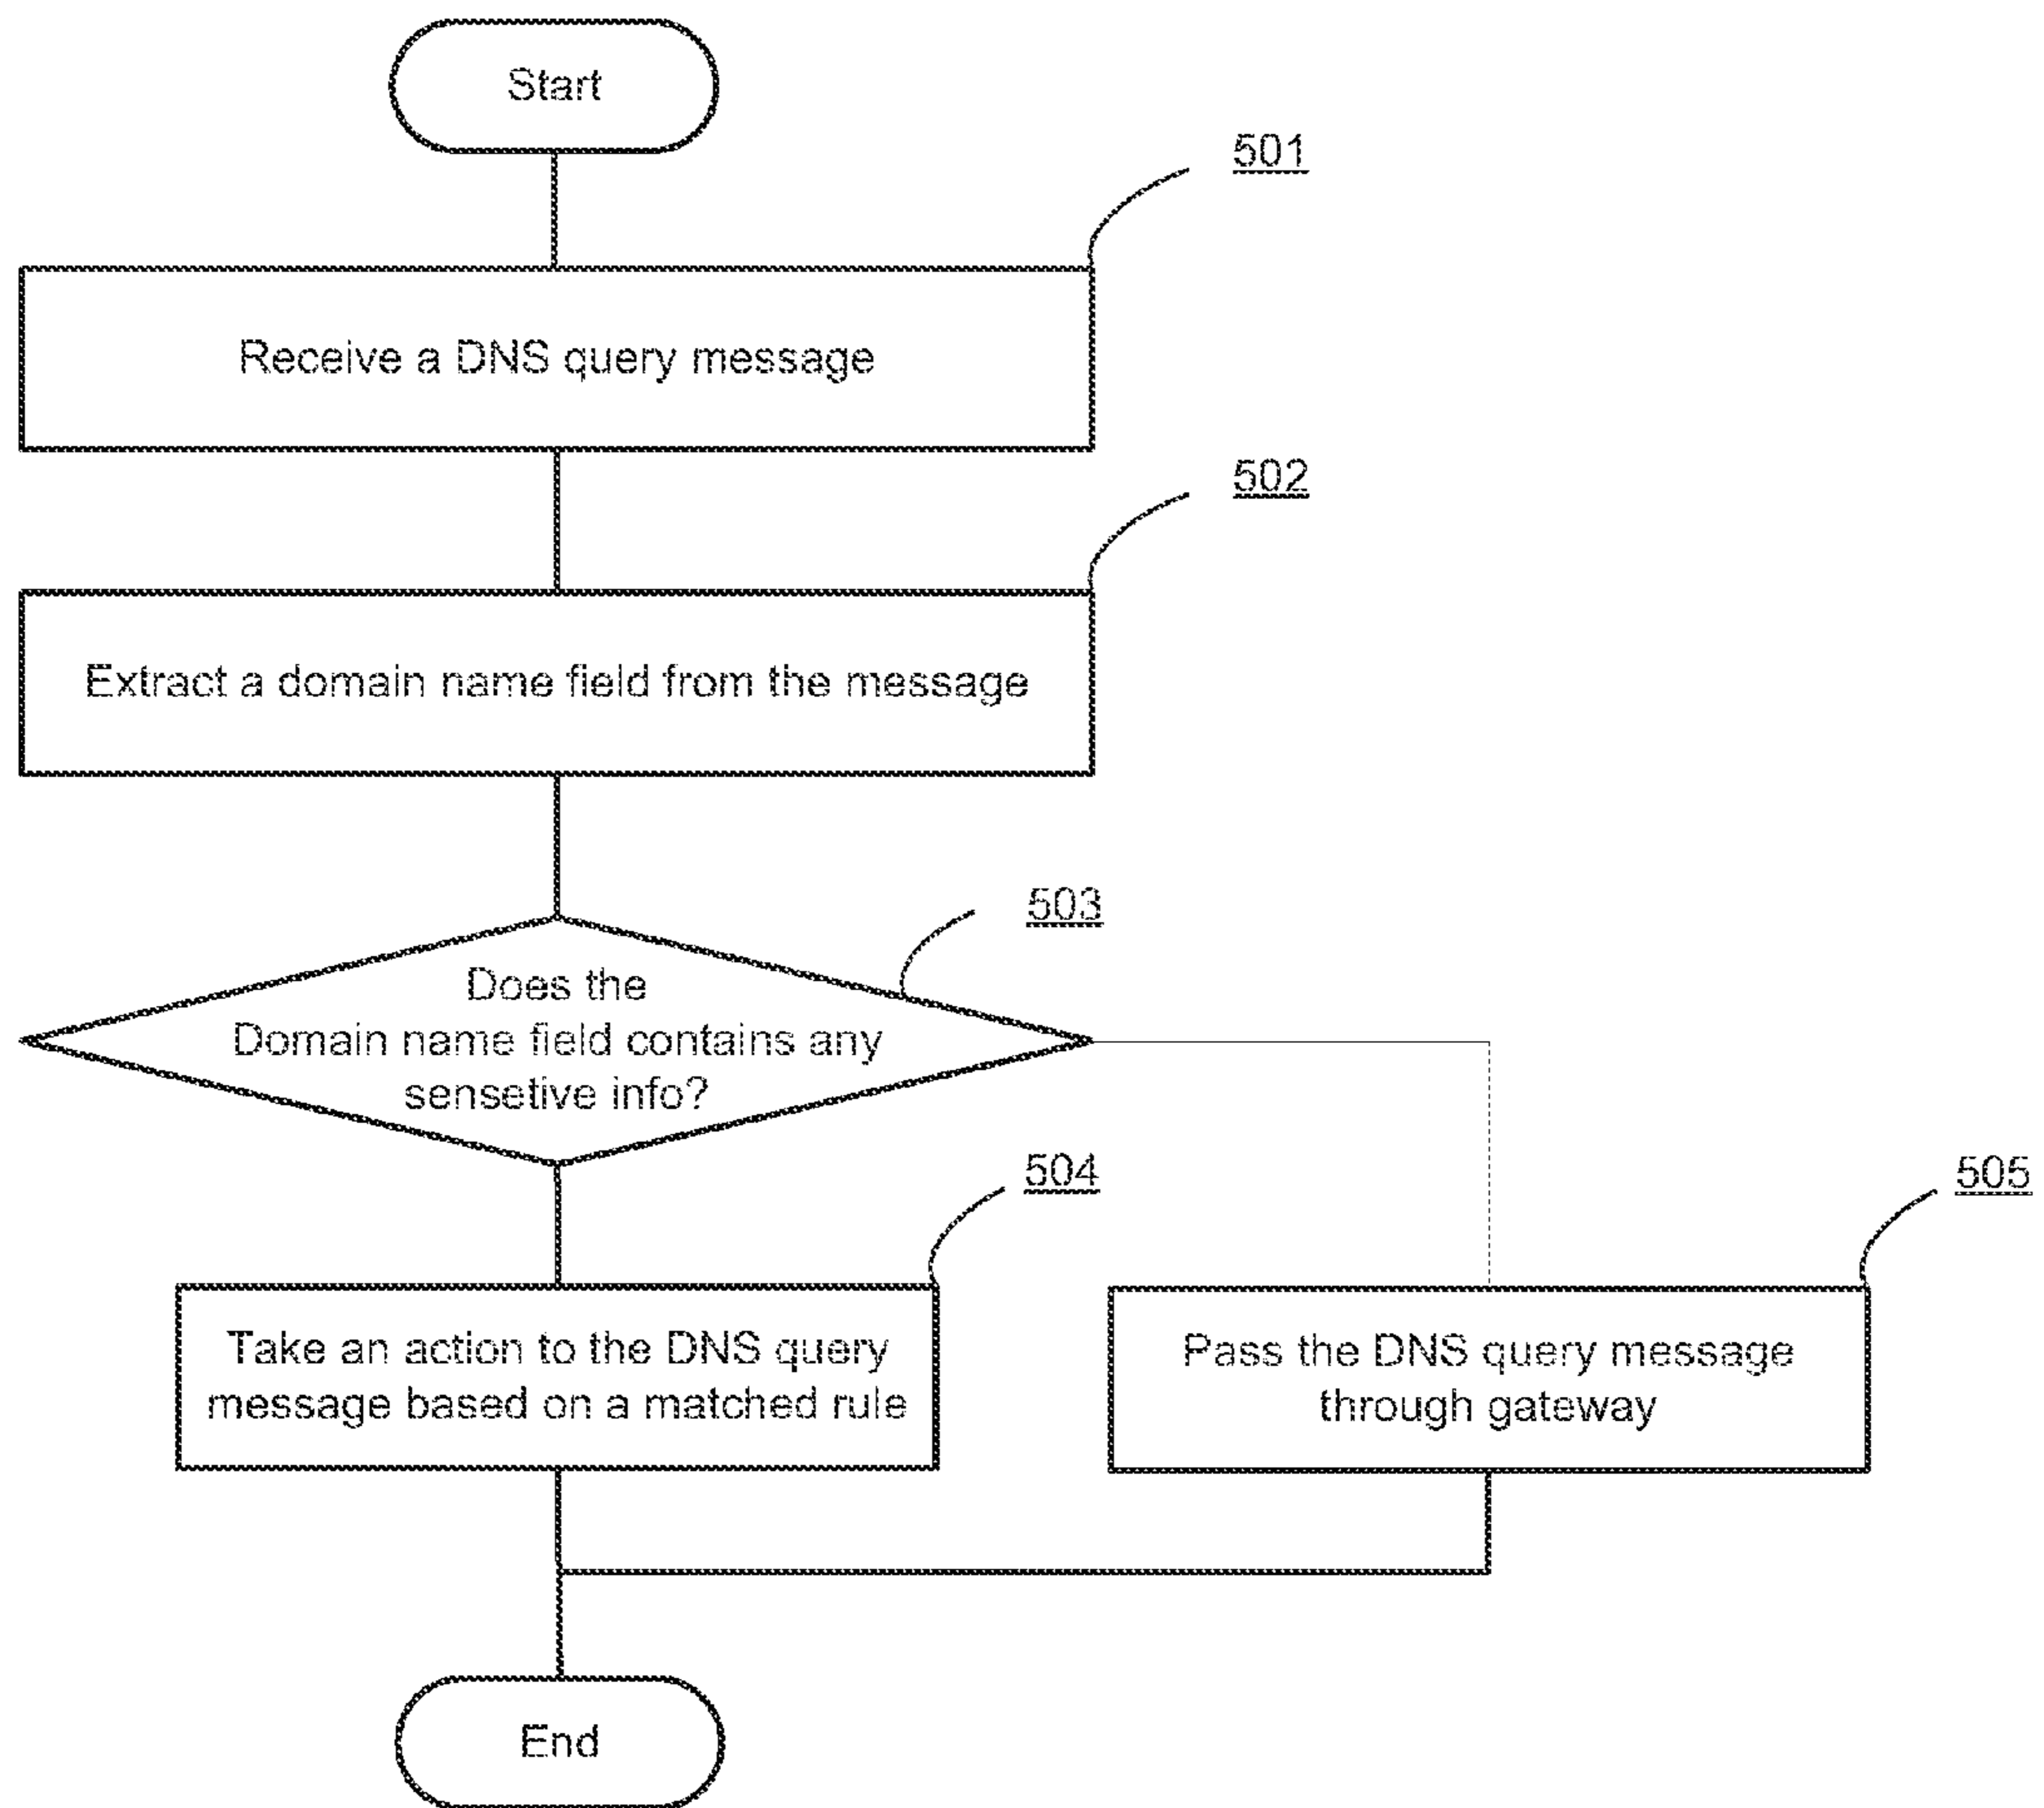 Start
501
Receive a DNS query message
502
Extract a domain name field from the message
503
Does the
Domain name field contains any
sensetive info?
504
Take an action to the DNS query
message based on a matched rule
505
Pass the DNS query message
through gateway
End